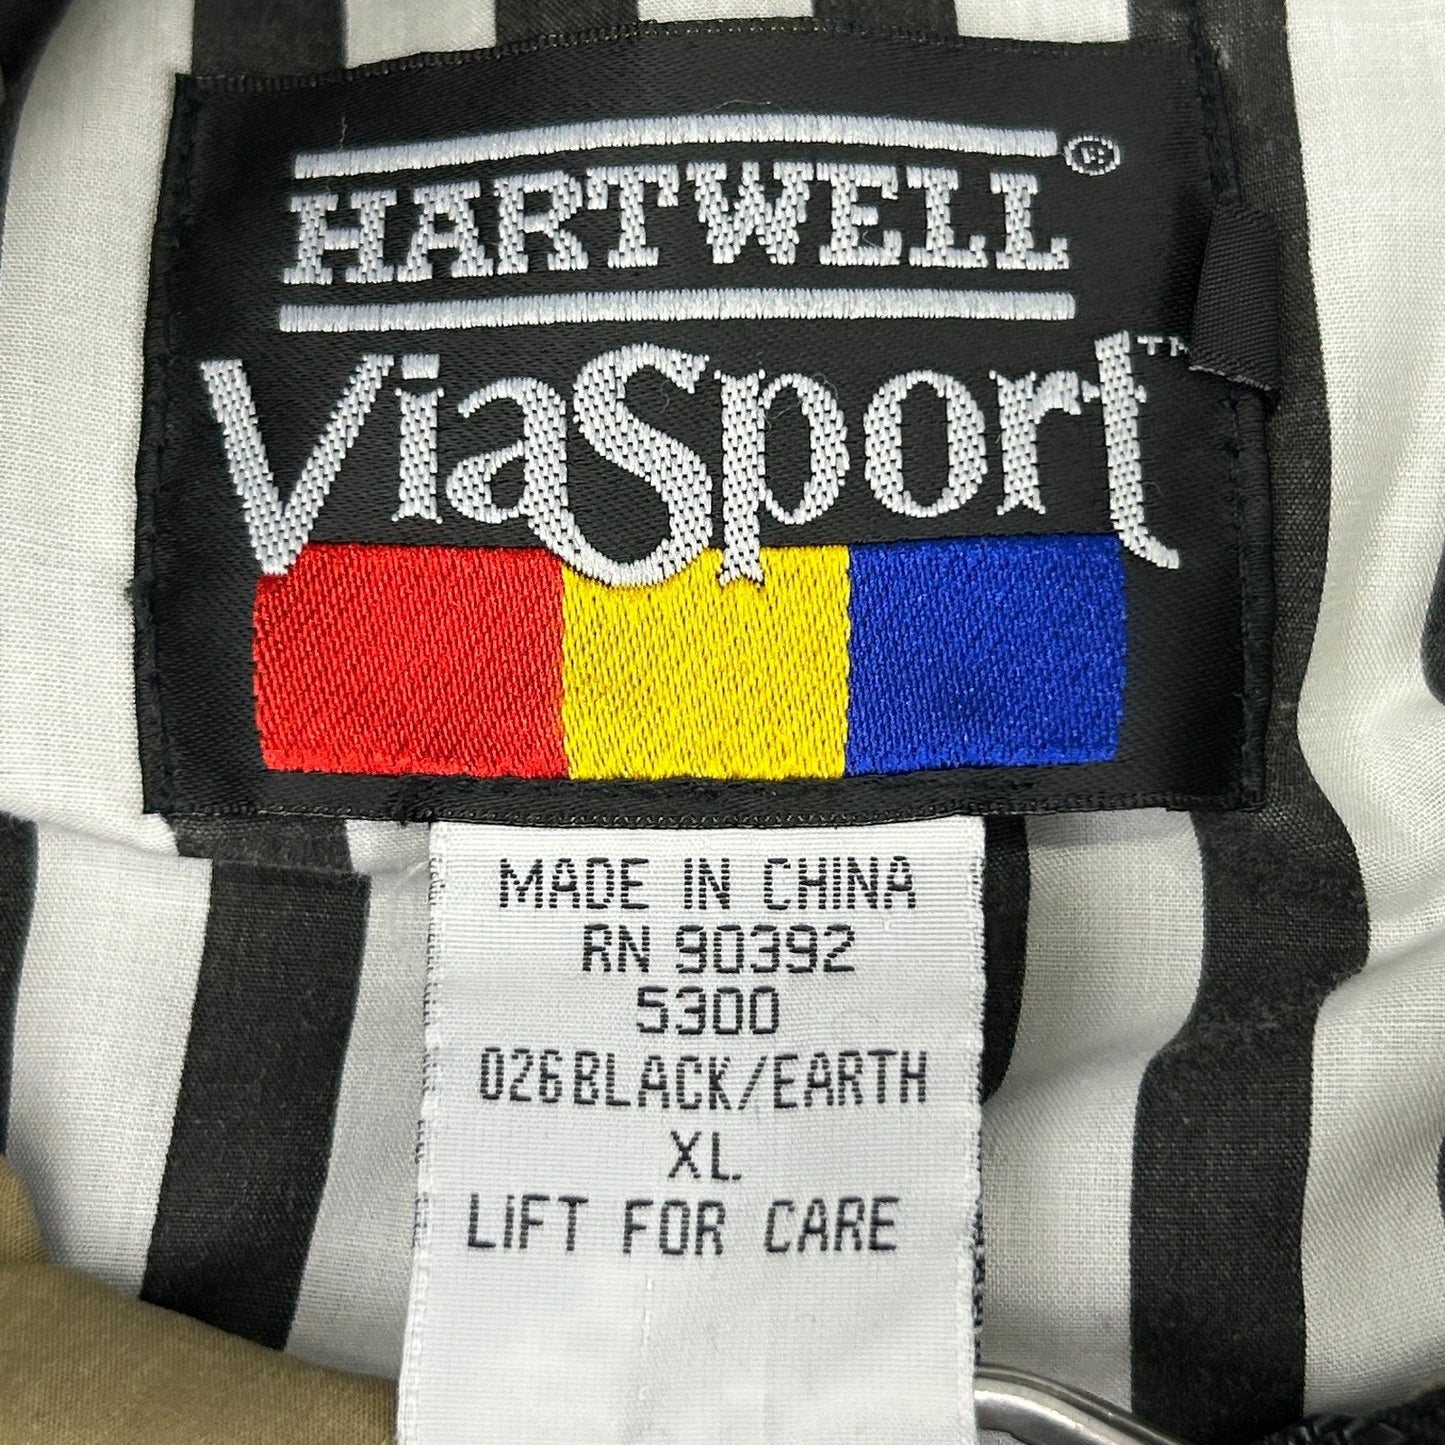 HARTWELL®
ViaSport™
MADE IN CHINA
RN 90392
5300
026 BLACK/EARTH
XL
LIFT FOR CARE